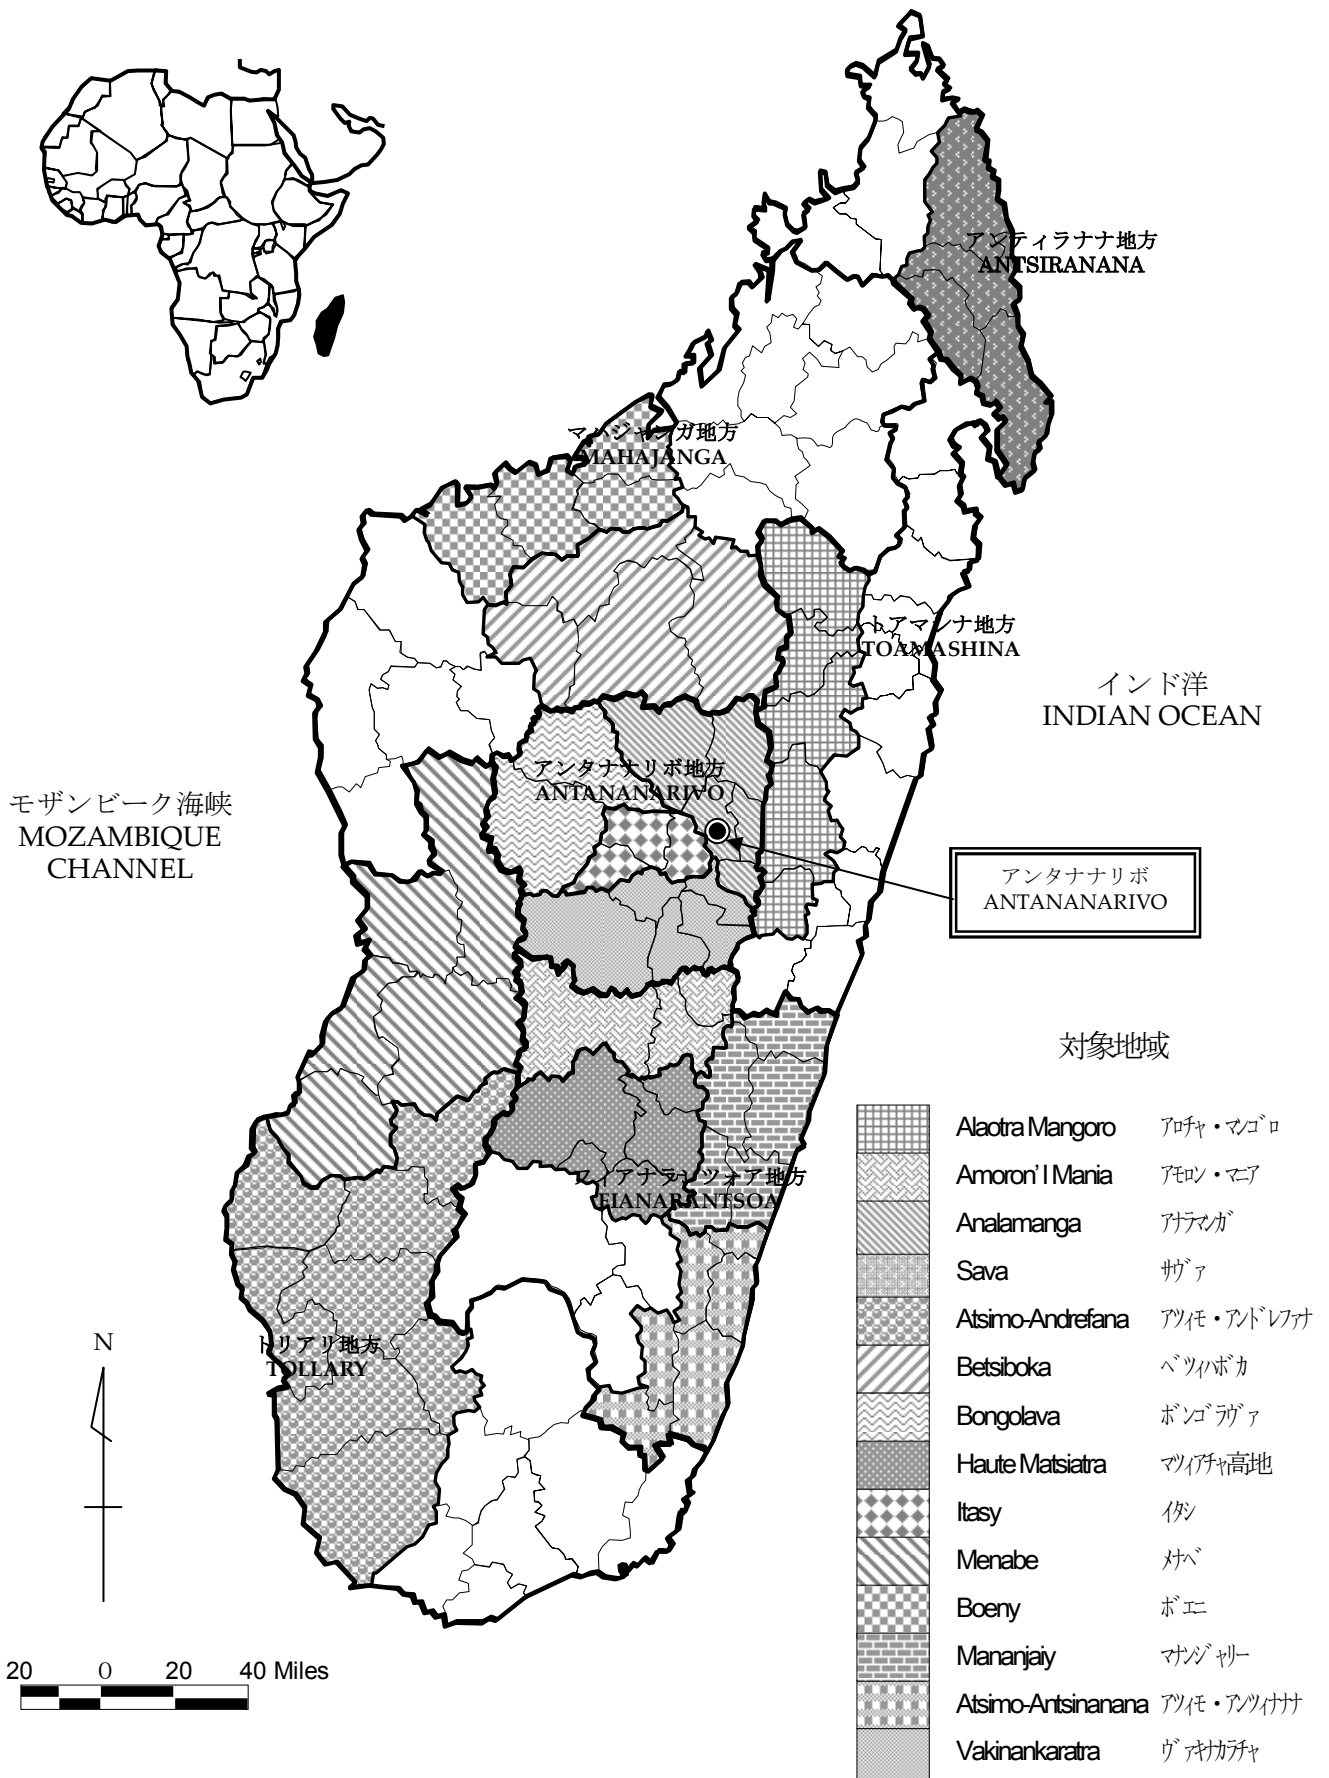 アンティラナナ地方
ANTSIRANANA
マハジャンガ地方
MAHAJANGA
トアマシナ地方
TOAMASHINA
インド洋
INDIAN OCEAN
アンタナナリボ地方
ANTANANARIVO
モザンビーク海峡
MOZAMBIQUE
CHANNEL
アンタナナリボ
ANTANANARIVO
フィアナランツォア地方
FIANARANTSOA
トリアリ地方
TOLLARY
N
20 0 20 40 Miles
対象地域
Alaotra Mangoro アロチャ・マンゴロ
Amoron' I Mania アモロン・マニア
Analamanga アナラマンガ
Sava サヴァ
Atsimo-Andrefana アツィモ・アンドレファナ
Betsiboka ベツィハボカ
Bongolava ボンゴラヴァ
Haute Matsiatra マツィアチャ高地
Itasy イタシ
Menabe メナベ
Boeny ボエニ
Mananjaiy マナンジャリー
Atsimo-Antsinanana アツィモ・アンツィナナナ
Vakinankaratra ヴァキナカラチャ